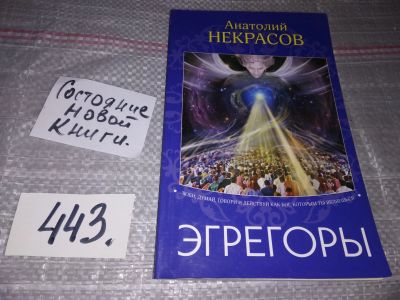 Состояние
новой
книги.
443.
Анатолий
НЕКРАСОВ
ЭГРЕГОРЫ